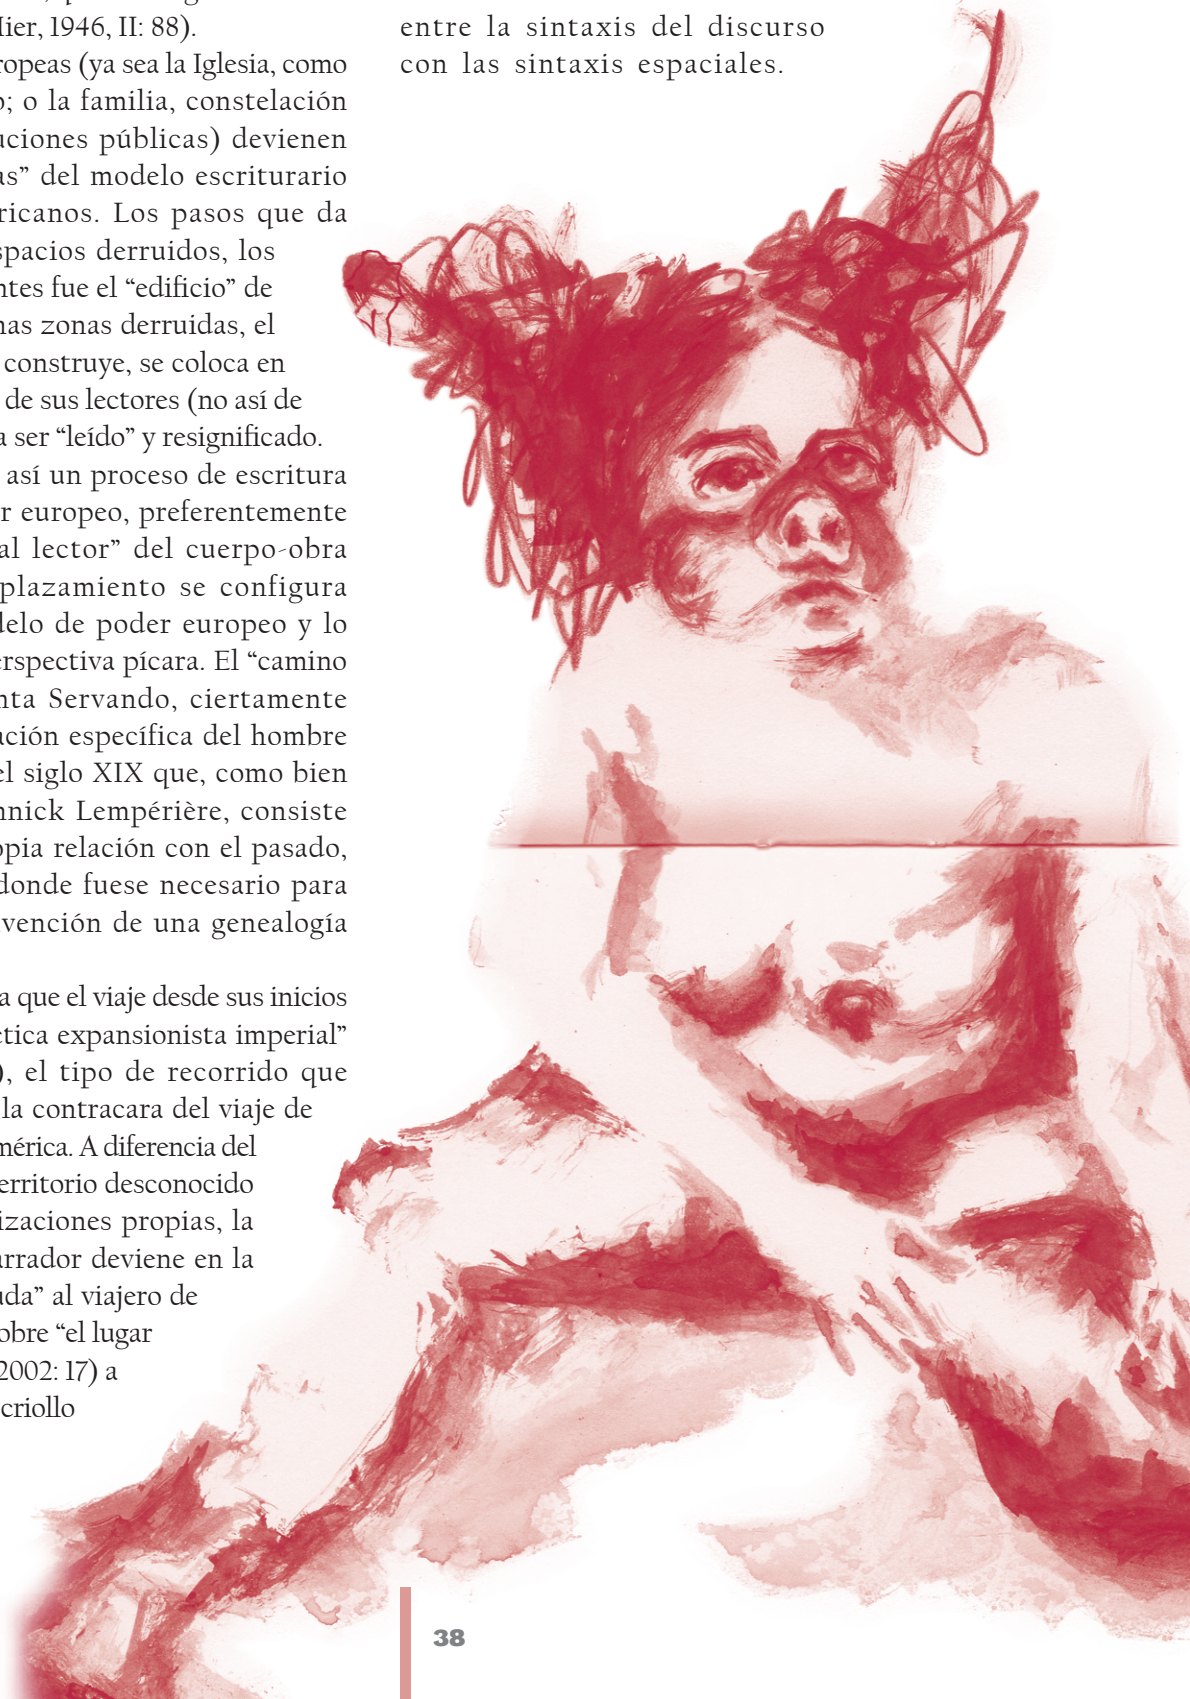 Mier, 1946, II: 88).
ropeas (ya sea la Iglesia, como
o; o la familia, constelación
uciones públicas) devienen
as” del modelo escriturario
ricanos. Los pasos que da
spacios derruidos, los
ntes fue el “edificio” de
nas zonas derruidas, el
construye, se coloca en
de sus lectores (no así de
a ser “leído” y resignificado.
así un proceso de escritura
r europeo, preferentemente
al lector” del cuerpo-obra
plazamiento se configura
delo de poder europeo y lo
erspectiva pícara. El “camino
nta Servando, ciertamente
ación específica del hombre
el siglo XIX que, como bien
nnick Lempérière, consiste
opia relación con el pasado,
donde fuese necesario para
vención de una genealogía
a que el viaje desde sus inicios
ética expansionista imperial”
), el tipo de recorrido que
la contracara del viaje de
mérica. A diferencia del
erritorio desconocido
izaciones propias, la
arrador deviene en la
uda” al viajero de
obre “el lugar
2002: 17) a
criollo
entre la sintaxis del discurso
con las sintaxis espaciales.
38